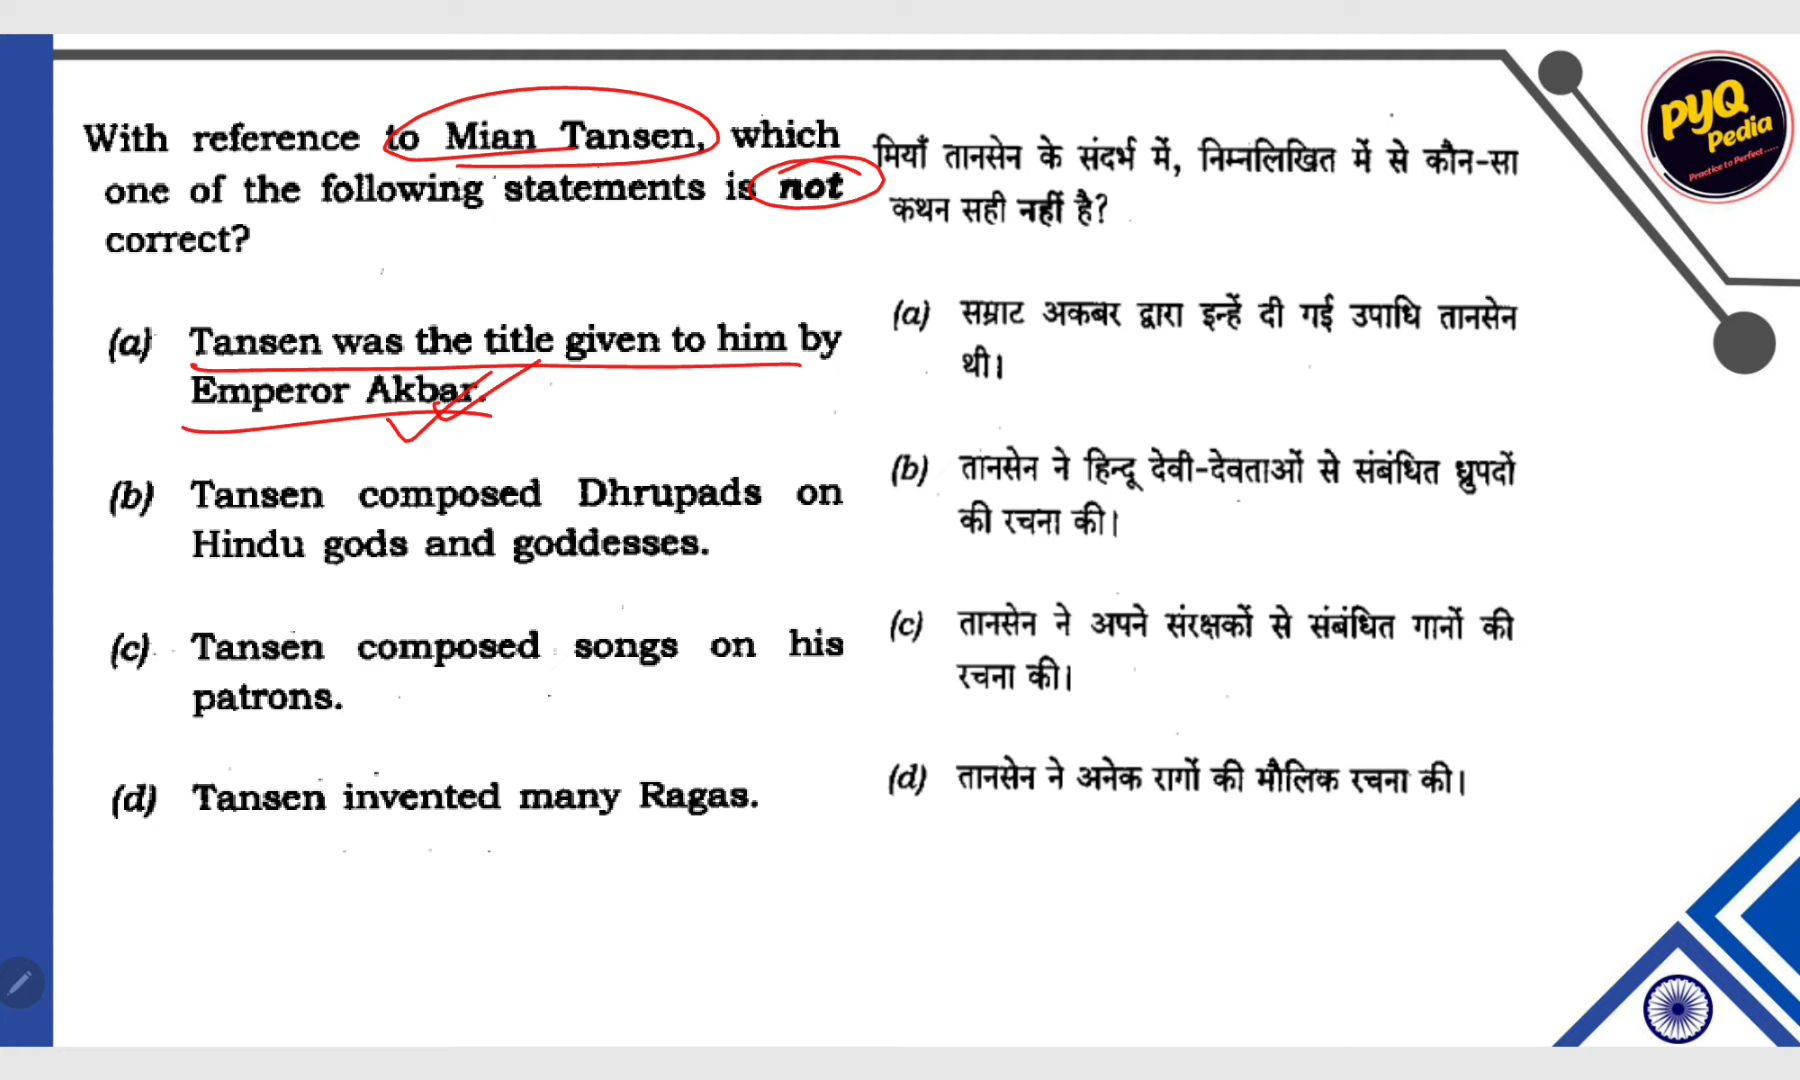 With reference to Mian Tansen, which
one of the following statements is not
correct?
(a) Tansen was the title given to him by
Emperor Akbar.
(b) Tansen composed Dhrupads on
Hindu gods and goddesses.
(c) Tansen composed songs on his
patrons.
(d) Tansen invented many Ragas.
मियाँ तानसेन के संदर्भ में, निम्नलिखित में से कौन-सा
कथन सही नहीं है?
(a) सम्राट अकबर द्वारा इन्हें दी गई उपाधि तानसेन
थी।
(b) तानसेन ने हिन्दू देवी-देवताओं से संबंधित ध्रुपदों
की रचना की।
(c) तानसेन ने अपने संरक्षकों से संबंधित गानों की
रचना की।
(d) तानसेन ने अनेक रागों की मौलिक रचना की।
PYQ
Pedia
Practice to Perfect.....